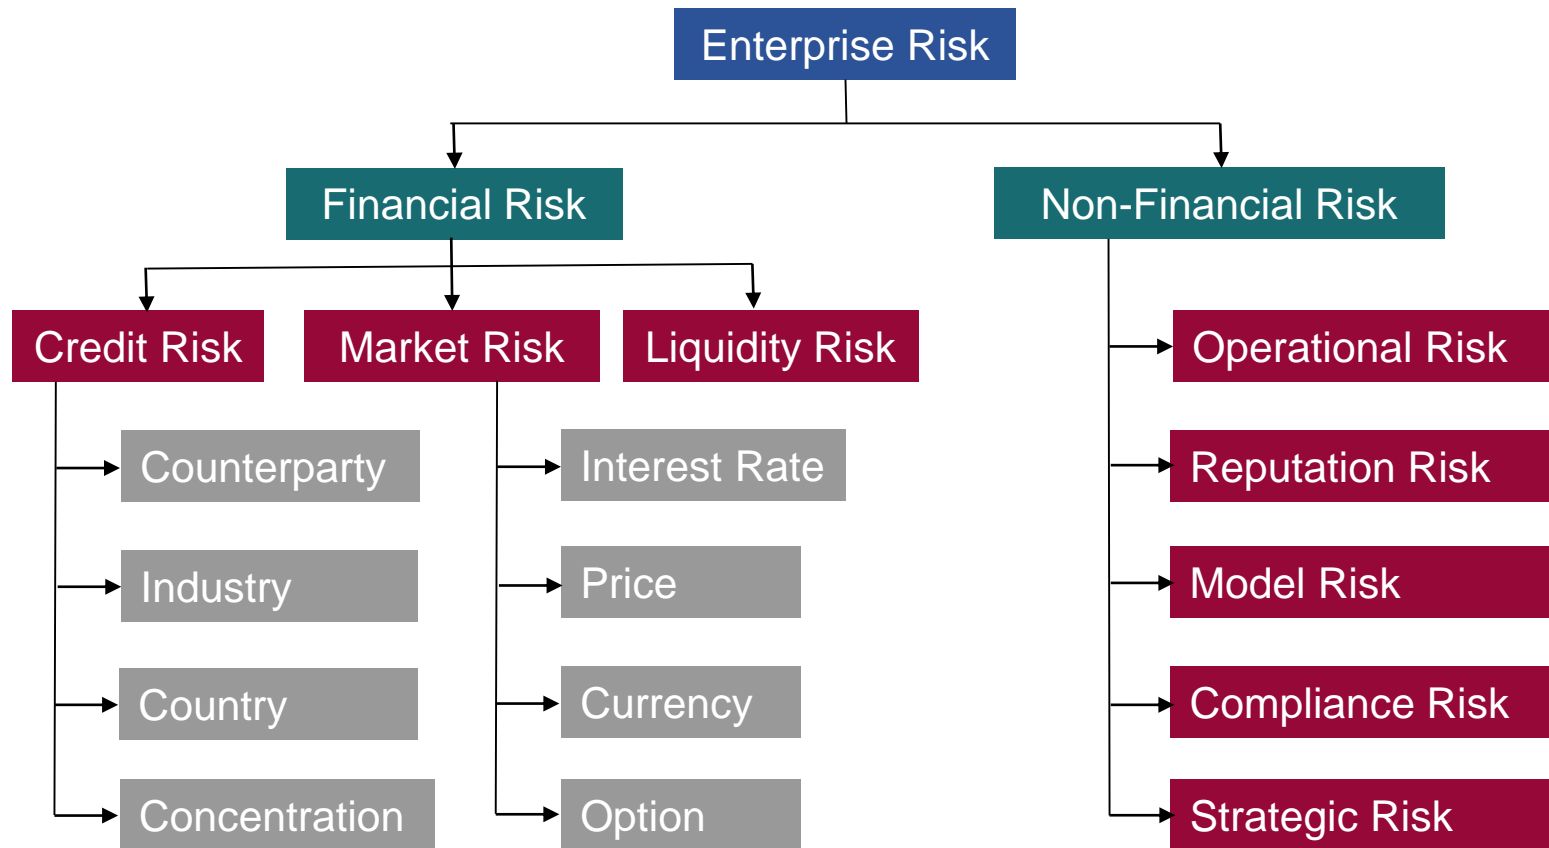 Enterprise Risk
Financial Risk
Non-Financial Risk
Credit Risk
Market Risk
Liquidity Risk
Operational Risk
Counterparty
Interest Rate
Reputation Risk
Industry
Price
Model Risk
Country
Currency
Compliance Risk
Concentration
Option
Strategic Risk